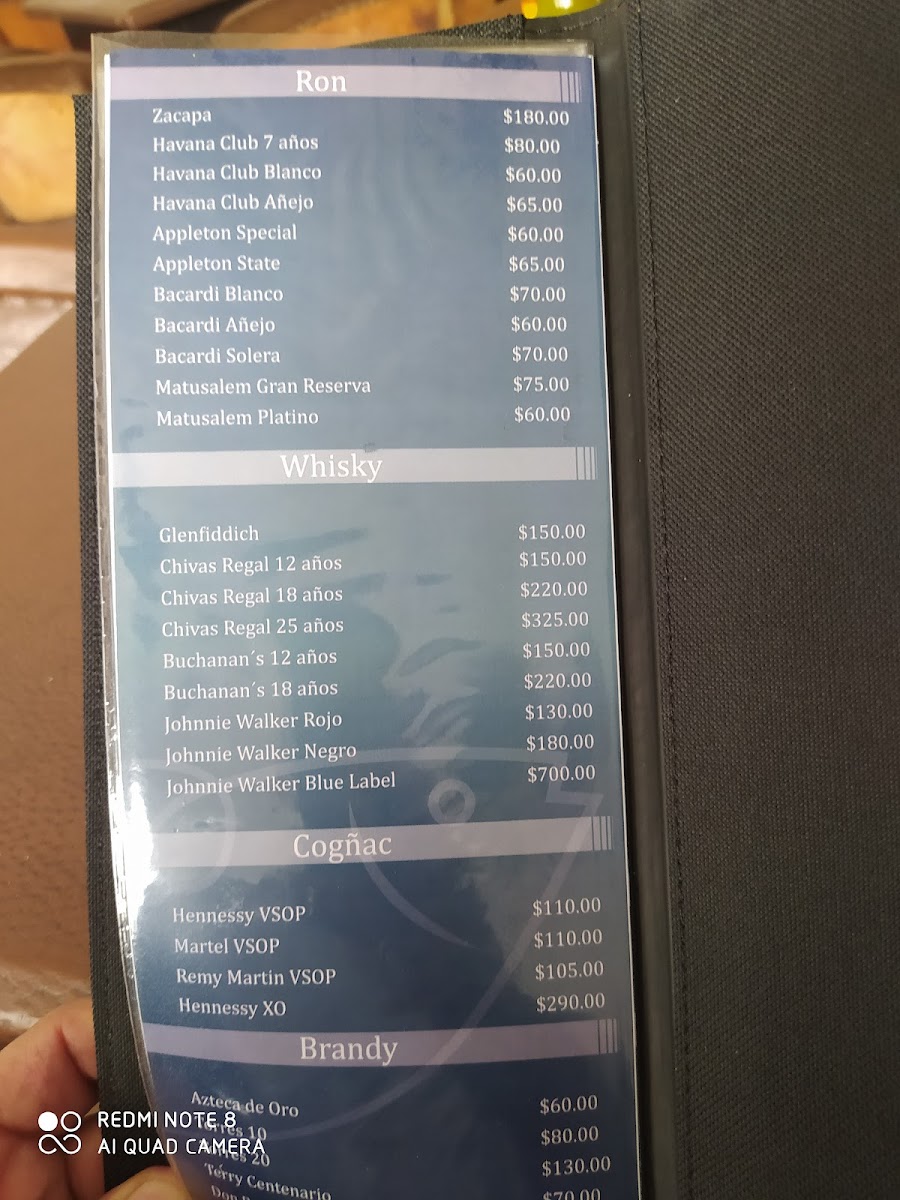 Ron
Zacapa $180.00
Havana Club 7 años $80.00
Havana Club Blanco $60.00
Havana Club Añejo $65.00
Appleton Special $60.00
Appleton State $65.00
Bacardi Blanco $70.00
Bacardi Añejo $60.00
Bacardi Solera $70.00
Matusalem Gran Reserva $75.00
Matusalem Platino $60.00
Whisky
Glenfiddich $150.00
Chivas Regal 12 años $150.00
Chivas Regal 18 años $220.00
Chivas Regal 25 años $325.00
Buchanan´s 12 años $150.00
Buchanan´s 18 años $220.00
Johnnie Walker Rojo $130.00
Johnnie Walker Negro $180.00
Johnnie Walker Blue Label $700.00
Cogñac
Hennessy VSOP $110.00
Martel VSOP $110.00
Remy Martin VSOP $105.00
Hennessy XO $290.00
Brandy
Azteca de Oro $60.00
Torres 10 $80.00
Torres 20 $130.00
Terry Centenario $70.00
Don
REDMI NOTE 8
AI QUAD CAMERA